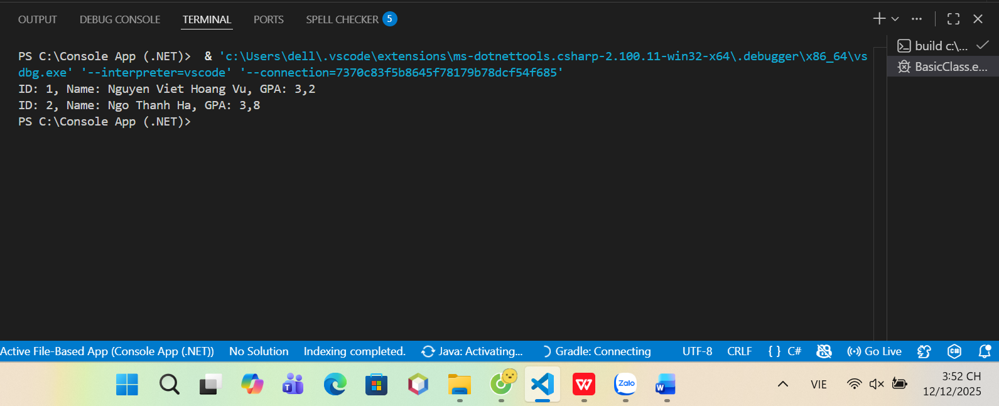 OUTPUT DEBUG CONSOLE TERMINAL PORTS SPELL CHECKER 5
PS C:\Console App (.NET)>  & 'c:\Users\dell\.vscode\extensions\ms-dotnettools.csharp-2.100.11-win32-x64\.debugger\x86_64\vs
dbg.exe' '--interpreter=vscode' '--connection=7370c83f5b8645f78179b78dcf54f685'
ID: 1, Name: Nguyen Viet Hoang Vu, GPA: 3,2
ID: 2, Name: Ngo Thanh Ha, GPA: 3,8
PS C:\Console App (.NET)>
build c:\...
BasicClass.e...
Active File-Based App (Console App (.NET)) No Solution Indexing completed. Java: Activating... Gradle: Connecting UTF-8 CRLF { } C# Go Live C#
T Zalo W
VIE
3:52 CH
12/12/2025